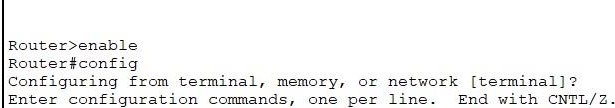 Router>enable
Router#config
Configuring from terminal, memory, or network [terminal]?
Enter configuration commands, one per line.  End with CNTL/Z.